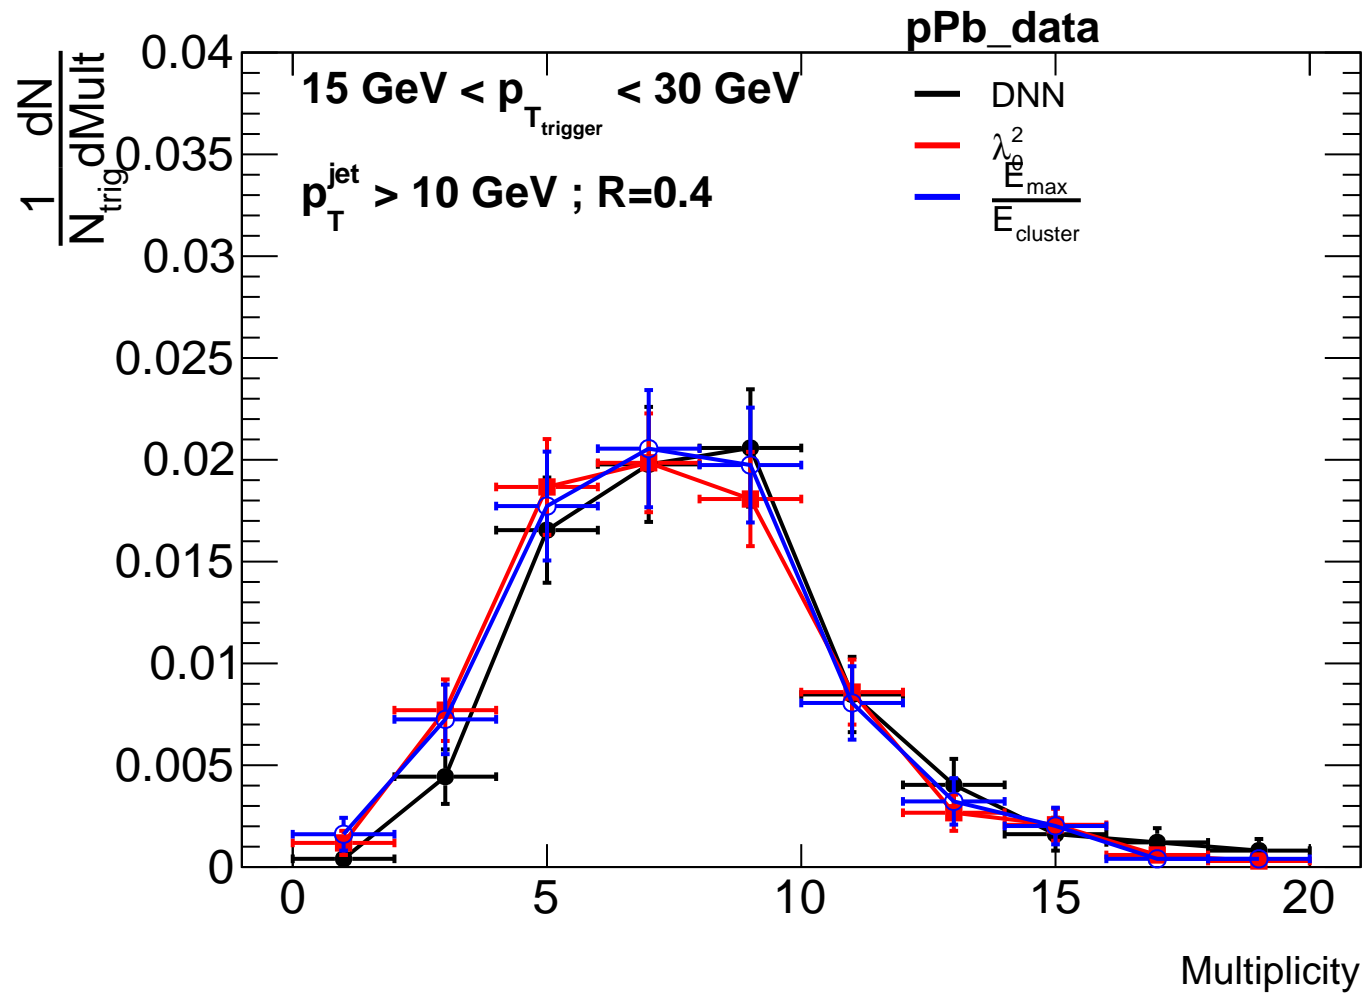 pPb_data
1 dN
N_trig dMult
15 GeV < p_T_trigger < 30 GeV
p_T^jet > 10 GeV ; R=0.4
DNN
λ_0^2
E_max
E_cluster
0.04
0.035
0.03
0.025
0.02
0.015
0.01
0.005
0
0 5 10 15 20
Multiplicity